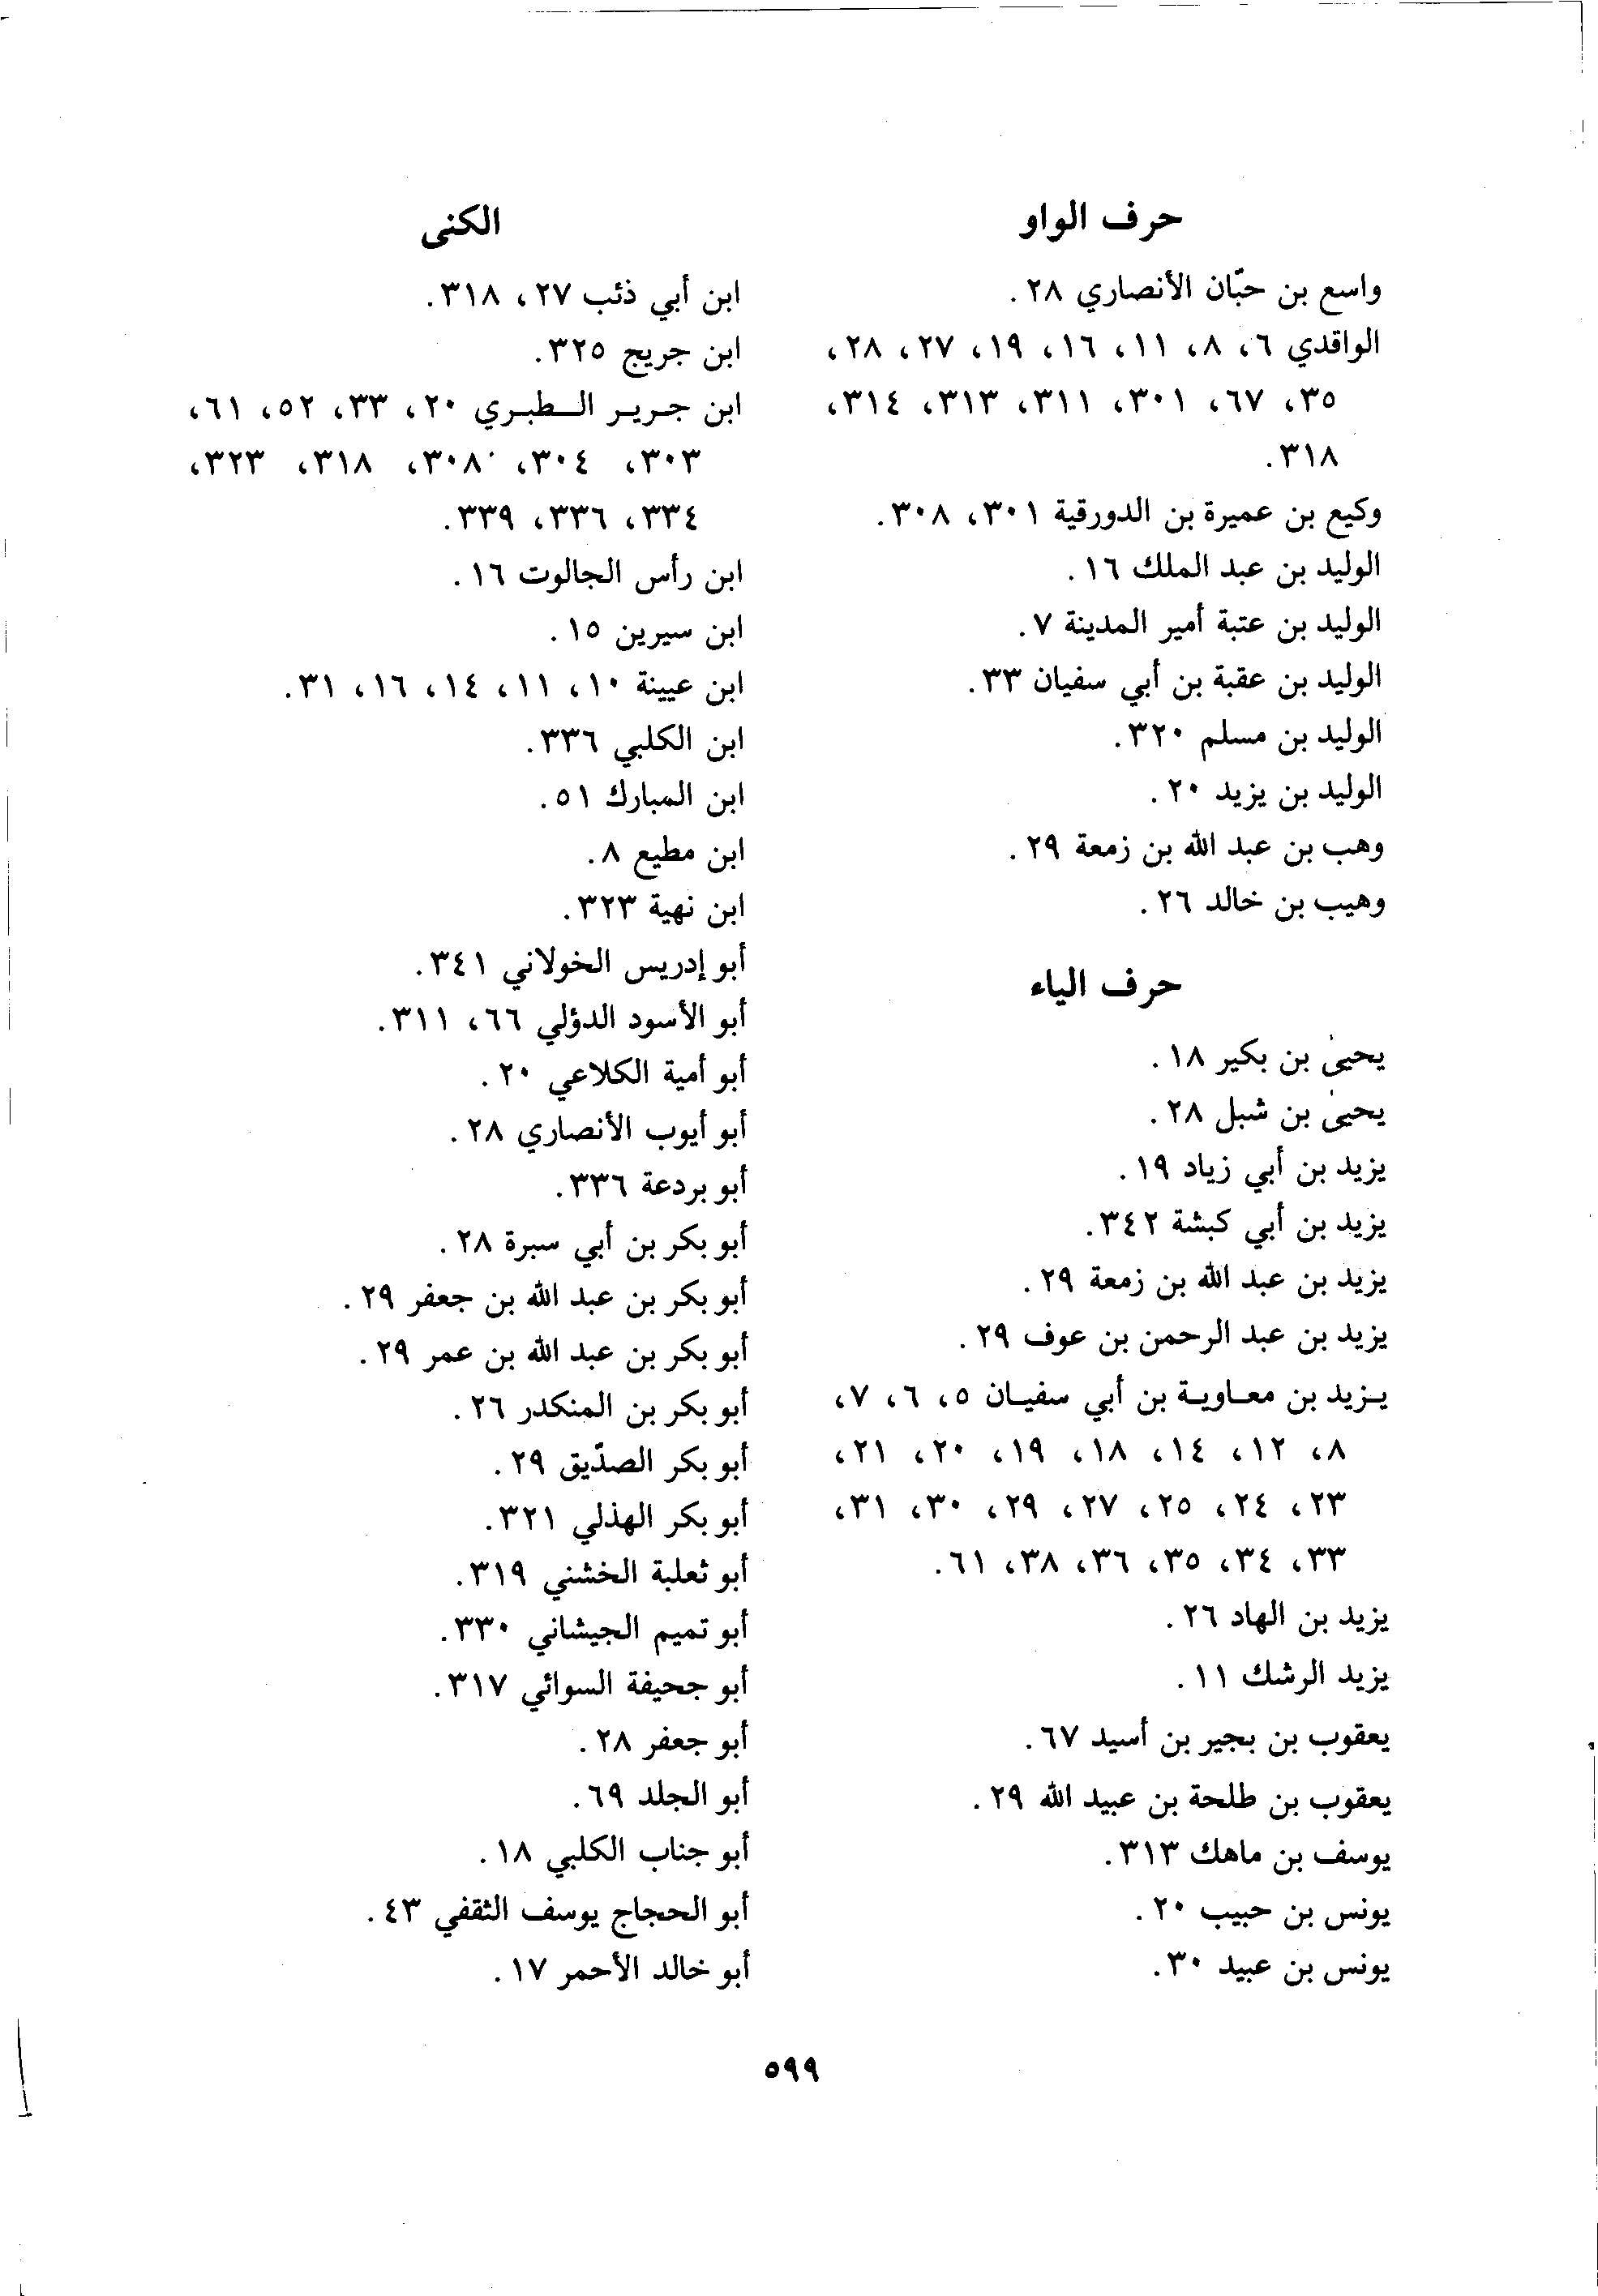 حرف الواو
واسع بن حبّان الأنصاري ٢٨.
الواقدي ٦، ٨، ١١، ١٦، ١٩، ٢٧، ٢٨،
٣٥، ٦٧، ٣٠١، ٣١١، ٣١٣، ٣١٤،
٣١٨.
وكيع بن عميرة بن الدورقية ٣٠١، ٣٠٨.
الوليد بن عبد الملك ١٦.
الوليد بن عتبة أمير المدينة ٧.
الوليد بن عقبة بن أبي سفيان ٣٣.
الوليد بن مسلم ٣٢٠.
الوليد بن يزيد ٢٠.
وهب بن عبد الله بن زمعة ٢٩.
وهيب بن خالد ٢٦.
حرف الياء
يحيىٰ بن بكير ١٨.
يحيىٰ بن شبل ٢٨.
يزيد بن أبي زياد ١٩.
يزيد بن أبي كبشة ٣٤٢.
يزيد بن عبد الله بن زمعة ٢٩.
يزيد بن عبد الرحمن بن عوف ٢٩.
يـزيد بن معـاويـة بن أبي سفيـان ٥، ٦، ٧،
٨، ١٢، ١٤، ١٨، ١٩، ٢٠، ٢١،
٢٣، ٢٤، ٢٥، ٢٧، ٢٩، ٣٠، ٣١،
٣٣، ٣٤، ٣٥، ٣٦، ٣٨، ٦١.
يزيد بن الهاد ٢٦.
يزيد الرشك ١١.
يعقوب بن بجير بن أسيد ٦٧.
يعقوب بن طلحة بن عبيد الله ٢٩.
يوسف بن ماهك ٣١٣.
يونس بن حبيب ٢٠.
يونس بن عبيد ٣٠.
الكنى
ابن أبي ذئب ٢٧، ٣١٨.
ابن جريج ٣٢٥.
ابن جـريـر الـطبـري ٢٠، ٣٣، ٥٢، ٦١،
٣٠٣، ٣٠٤، ٣٠٨، ٣١٨، ٣٢٣،
٣٣٤، ٣٣٦، ٣٣٩.
ابن رأس الجالوت ١٦.
ابن سيرين ١٥.
ابن عيينة ١٠، ١١، ١٤، ١٦، ٣١.
ابن الكلبي ٣٣٦.
ابن المبارك ٥١.
ابن مطيع ٨.
ابن نهية ٣٢٣.
أبو إدريس الخولاني ٣٤١.
أبو الأسود الدؤلي ٦٦، ٣١١.
أبو أمية الكلاعي ٢٠.
أبو أيوب الأنصاري ٢٨.
أبو بردعة ٣٣٦.
أبو بكر بن أبي سبرة ٢٨.
أبو بكر بن عبد الله بن جعفر ٢٩.
أبو بكر بن عبد الله بن عمر ٢٩.
أبو بكر بن المنكدر ٢٦.
أبو بكر الصدّيق ٢٩.
أبو بكر الهذلي ٣٢١.
أبو ثعلبة الخشني ٣١٩.
أبو تميم الجيشاني ٣٣٠.
أبو جحيفة السوائي ٣١٧.
أبو جعفر ٢٨.
أبو الجلد ٦٩.
أبو جناب الكلبي ١٨.
أبو الحجاج يوسف الثقفي ٤٣.
أبو خالد الأحمر ١٧.
٥٩٩